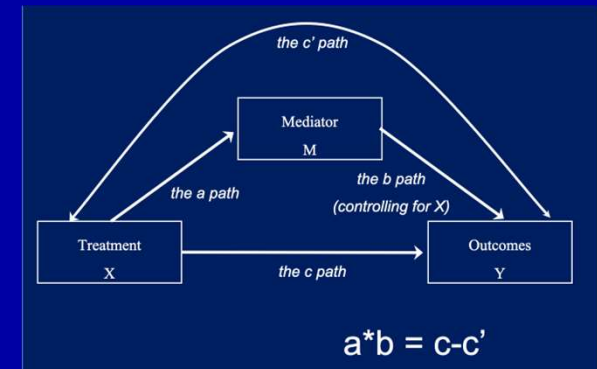 the c' path
Mediator
M
the a path
the b path
(controlling for X)
Treatment
X
Outcomes
Y
the c path
a*b = c-c'